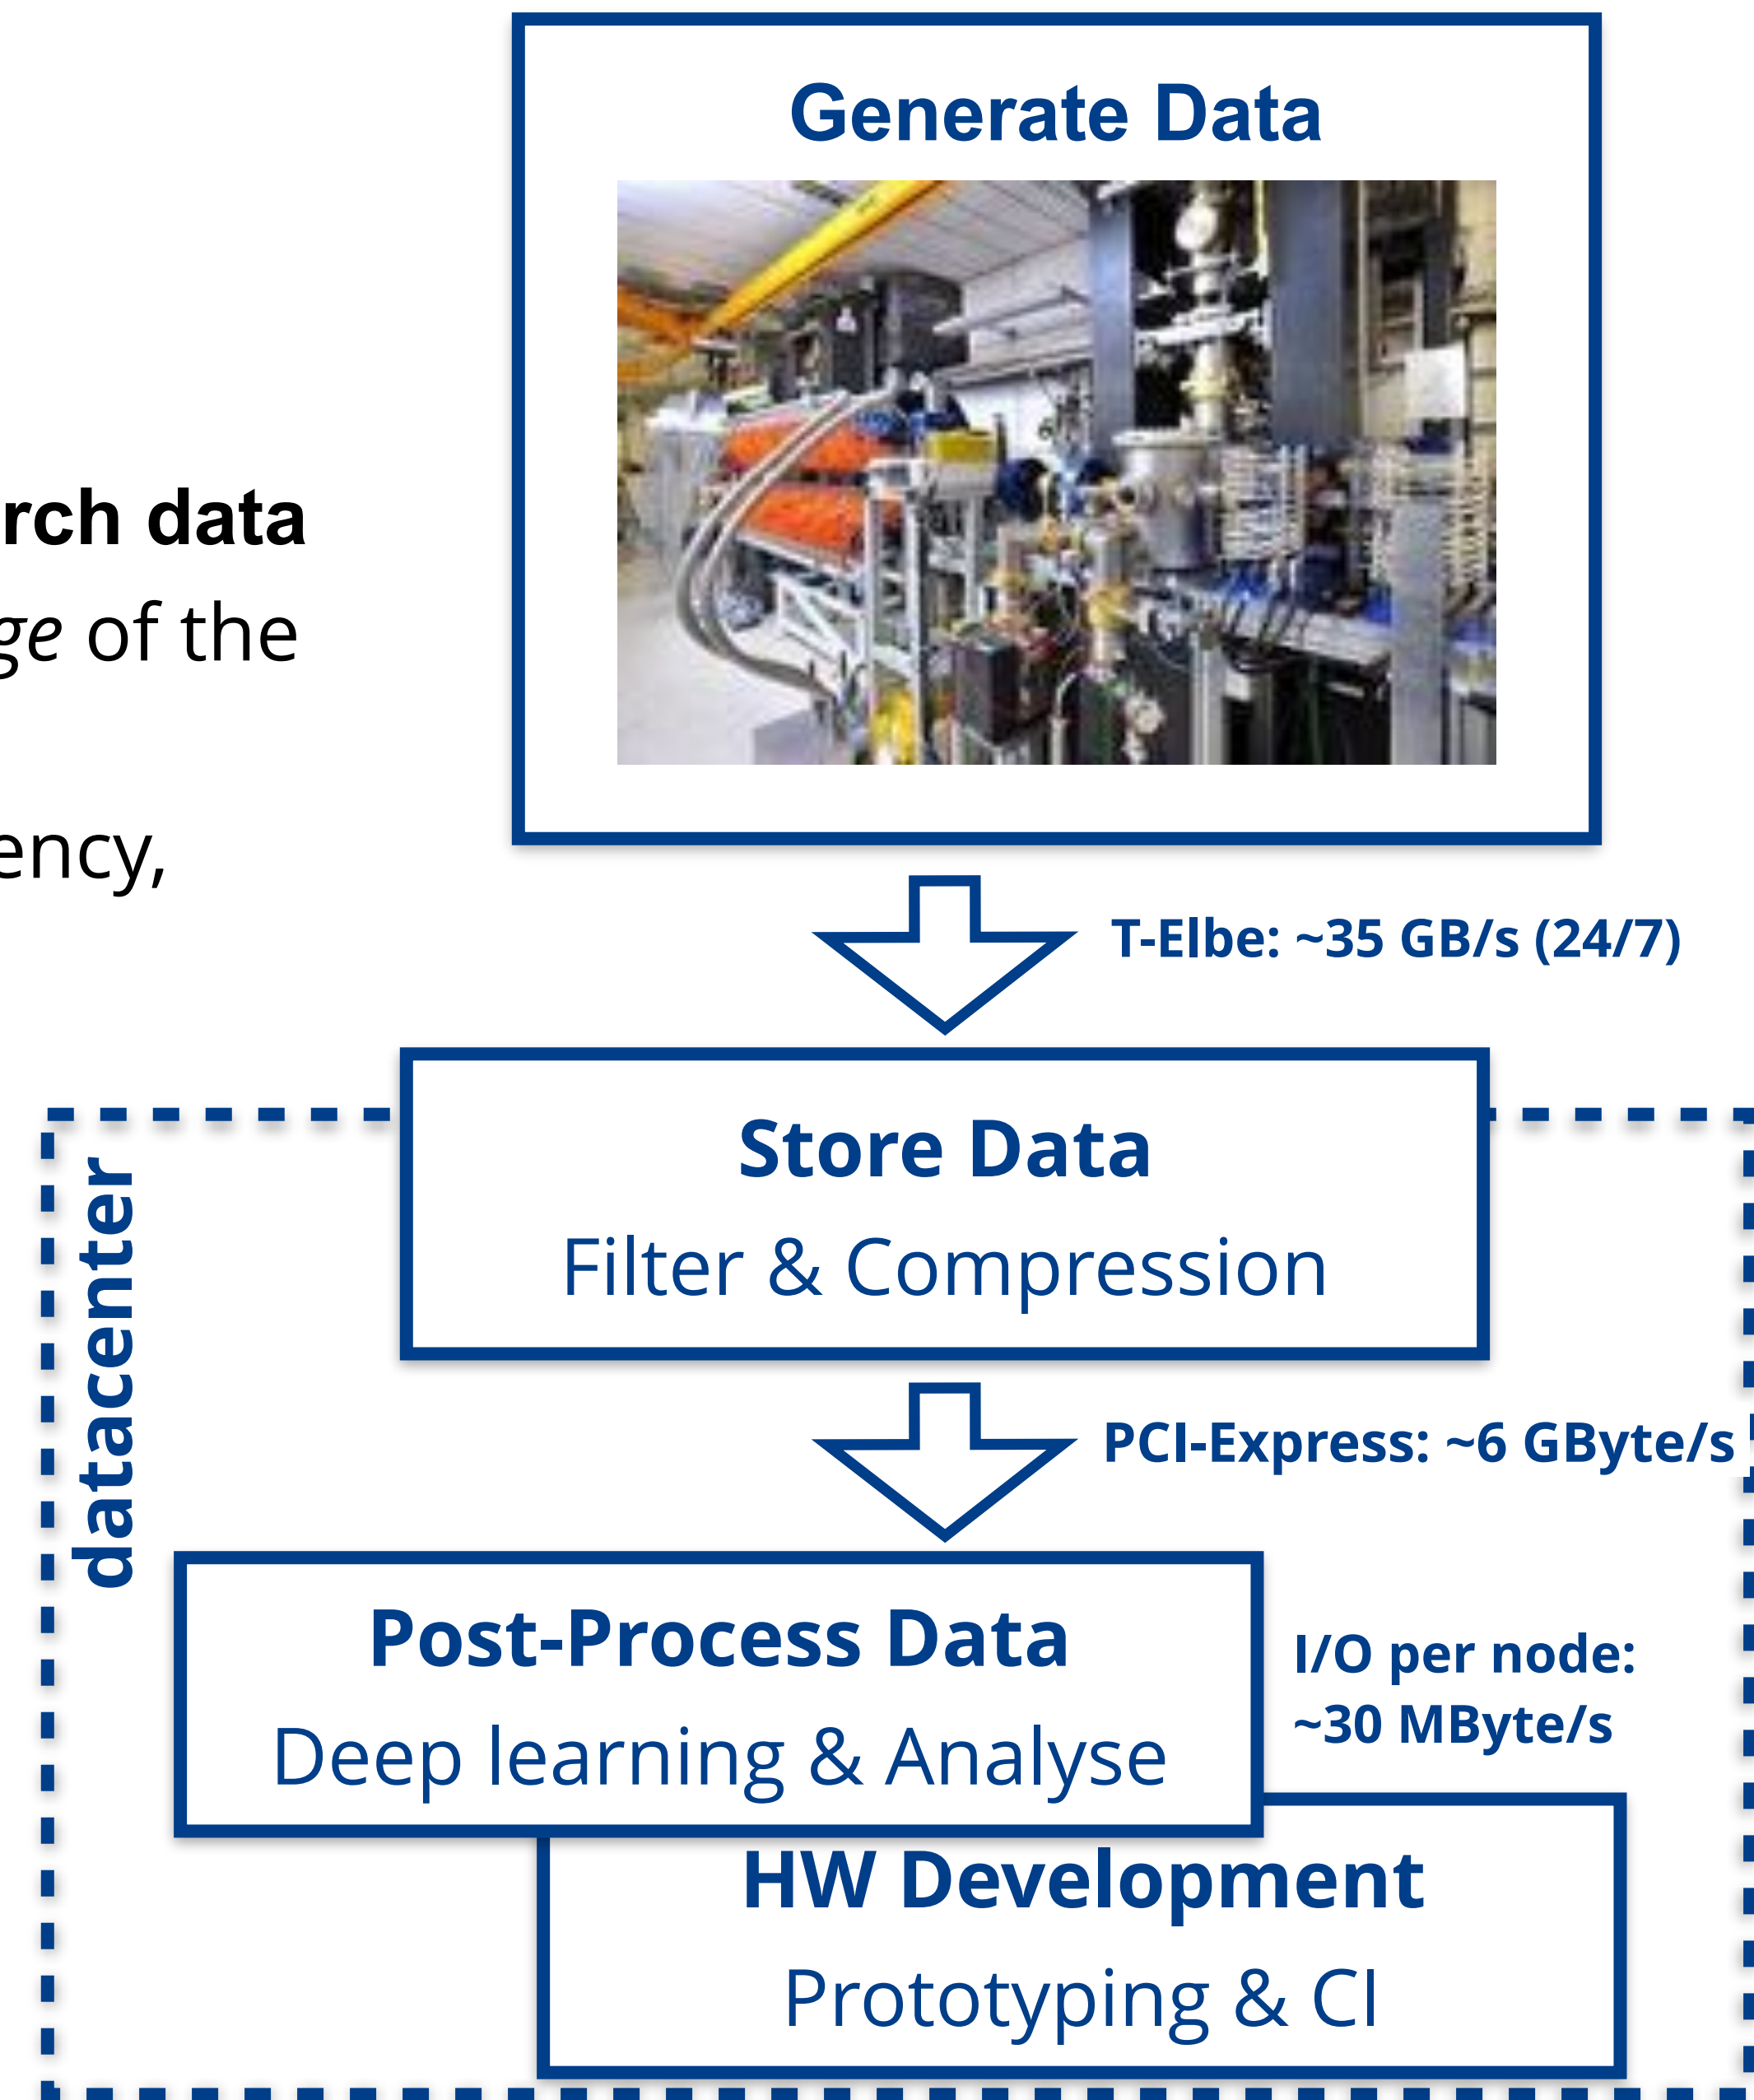 Generate Data
rch data
ge of the
ency,
T-Elbe: ~35 GB/s (24/7)
Store Data
Filter & Compression
datacenter
PCI-Express: ~6 GByte/s
Post-Process Data
Deep learning & Analyse
I/O per node:
~30 MByte/s
HW Development
Prototyping & CI